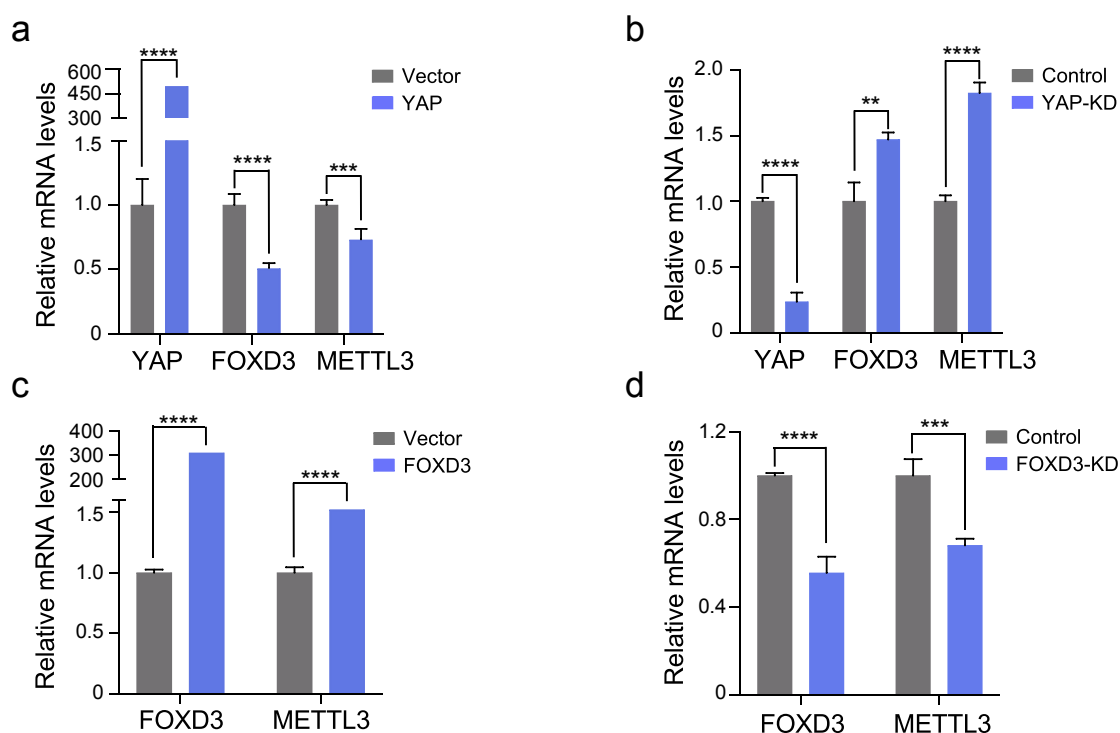 a
Relative mRNA levels
600
450
300
1.5
1.0
0.5
0
****
****
***
Vector
YAP
YAP FOXD3 METTL3
b
Relative mRNA levels
2.0
1.5
1.0
0.5
0
****
**
****
Control
YAP-KD
YAP FOXD3 METTL3
c
Relative mRNA levels
400
300
200
1.5
1.0
0.5
0
****
****
Vector
FOXD3
FOXD3 METTL3
d
Relative mRNA levels
1.2
0.8
0.4
0.0
****
***
Control
FOXD3-KD
FOXD3 METTL3